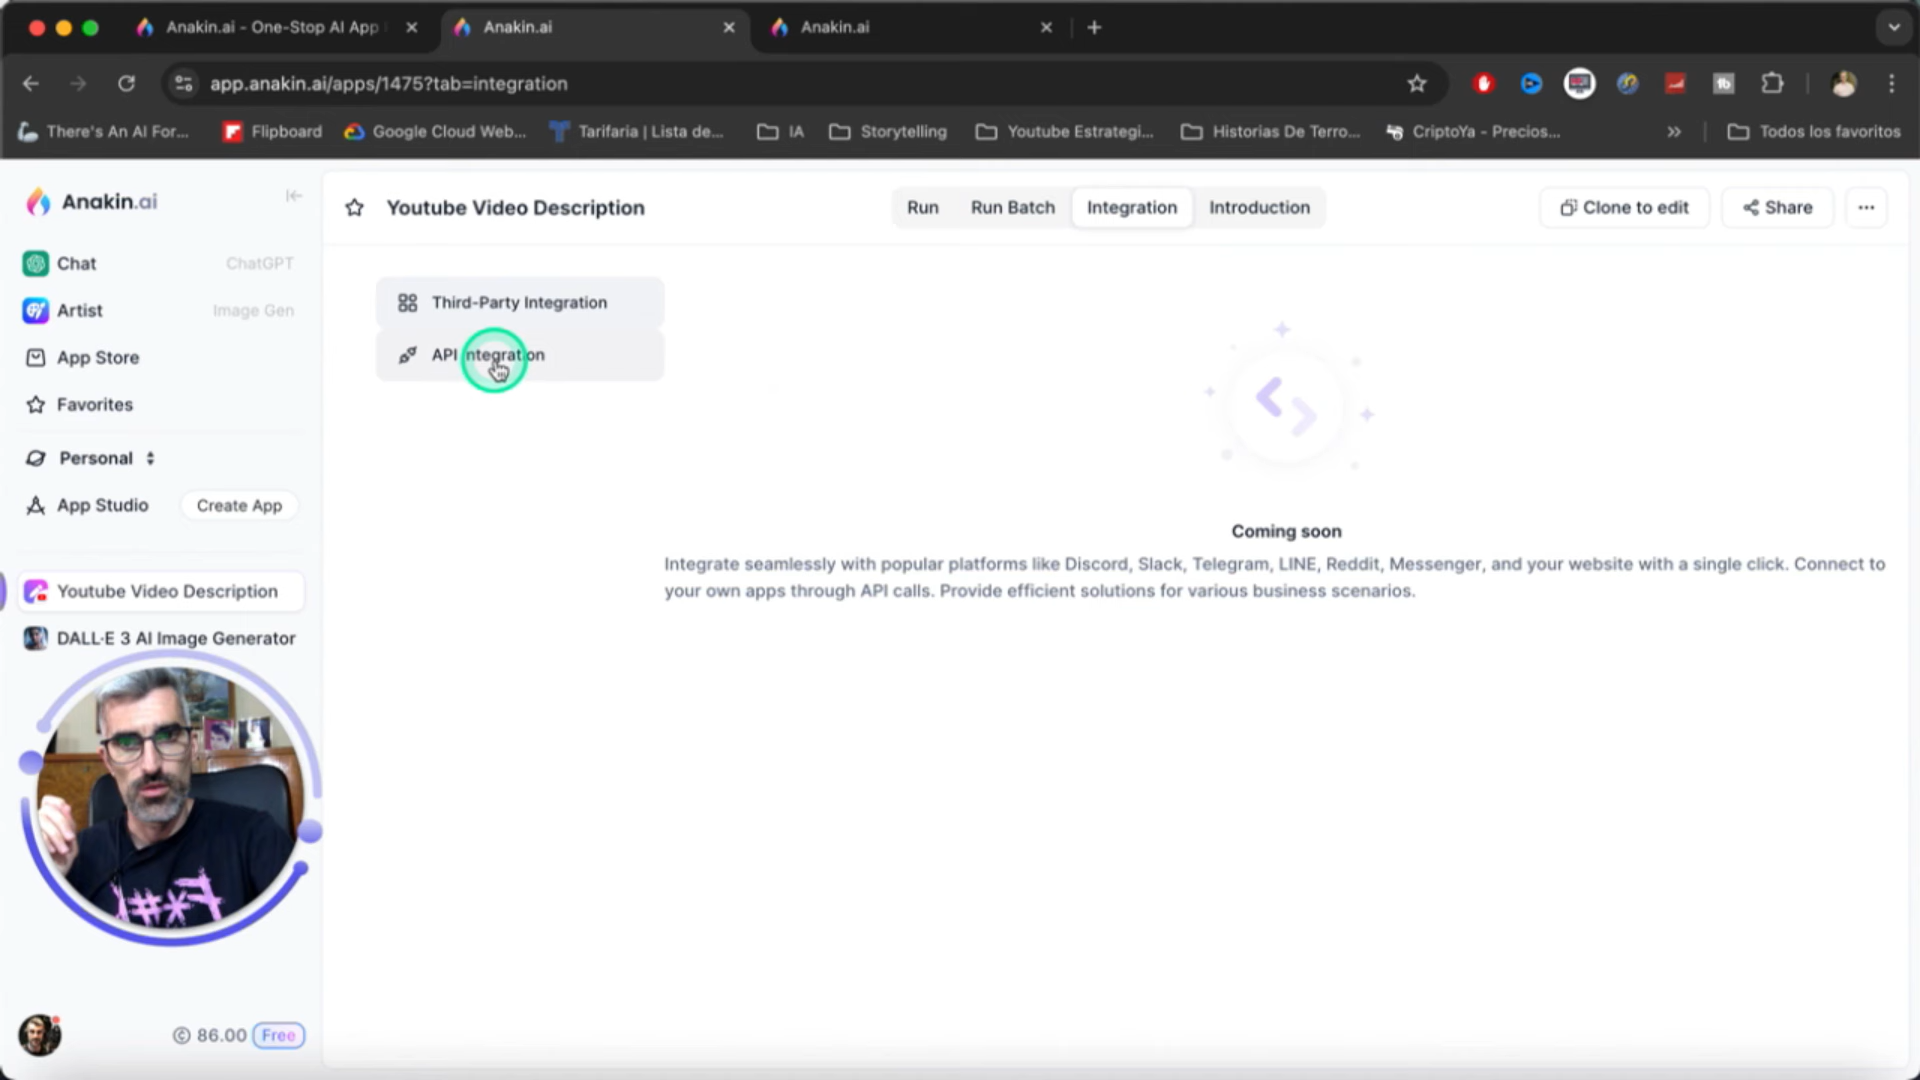 Anakin.ai - One-Stop AI App
Anakin.ai
Anakin.ai
app.anakin.ai/apps/1475?tab=integration
There's An AI For...
Flipboard
Google Cloud Web...
Tarifaria | Lista de...
IA
Storytelling
Youtube Estrategi...
Historias De Terro...
CriptoYa - Precios...
Todos los favoritos
Anakin.ai
Youtube Video Description
Run
Run Batch
Integration
Introduction
Clone to edit
Share
Chat
ChatGPT
Artist
Image Gen
App Store
Favorites
Personal
App Studio
Create App
Youtube Video Description
DALL·E 3 AI Image Generator
Third-Party Integration
API Integration
Coming soon
Integrate seamlessly with popular platforms like Discord, Slack, Telegram, LINE, Reddit, Messenger, and your website with a single click. Connect to
your own apps through API calls. Provide efficient solutions for various business scenarios.
86.00 Free